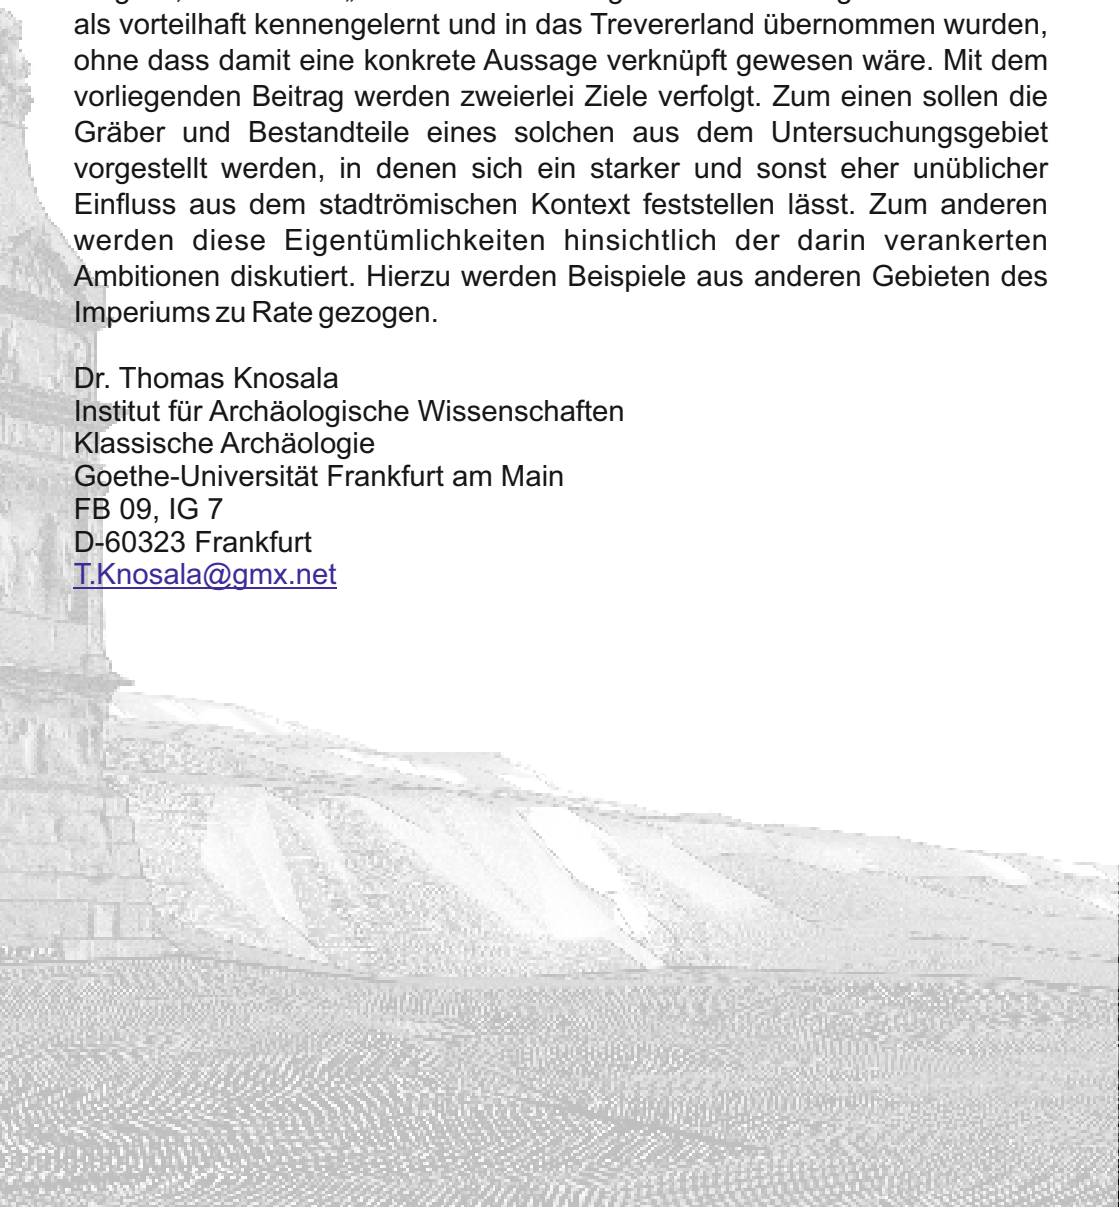 als vorteilhaft kennengelernt und in das Trevererland übernommen wurden,
ohne dass damit eine konkrete Aussage verknüpft gewesen wäre. Mit dem
vorliegenden Beitrag werden zweierlei Ziele verfolgt. Zum einen sollen die
Gräber und Bestandteile eines solchen aus dem Untersuchungsgebiet
vorgestellt werden, in denen sich ein starker und sonst eher unüblicher
Einfluss aus dem stadtrömischen Kontext feststellen lässt. Zum anderen
werden diese Eigentümlichkeiten hinsichtlich der darin verankerten
Ambitionen diskutiert. Hierzu werden Beispiele aus anderen Gebieten des
Imperiums zu Rate gezogen.
Dr. Thomas Knosala
Institut für Archäologische Wissenschaften
Klassische Archäologie
Goethe-Universität Frankfurt am Main
FB 09, IG 7
D-60323 Frankfurt
T.Knosala@gmx.net